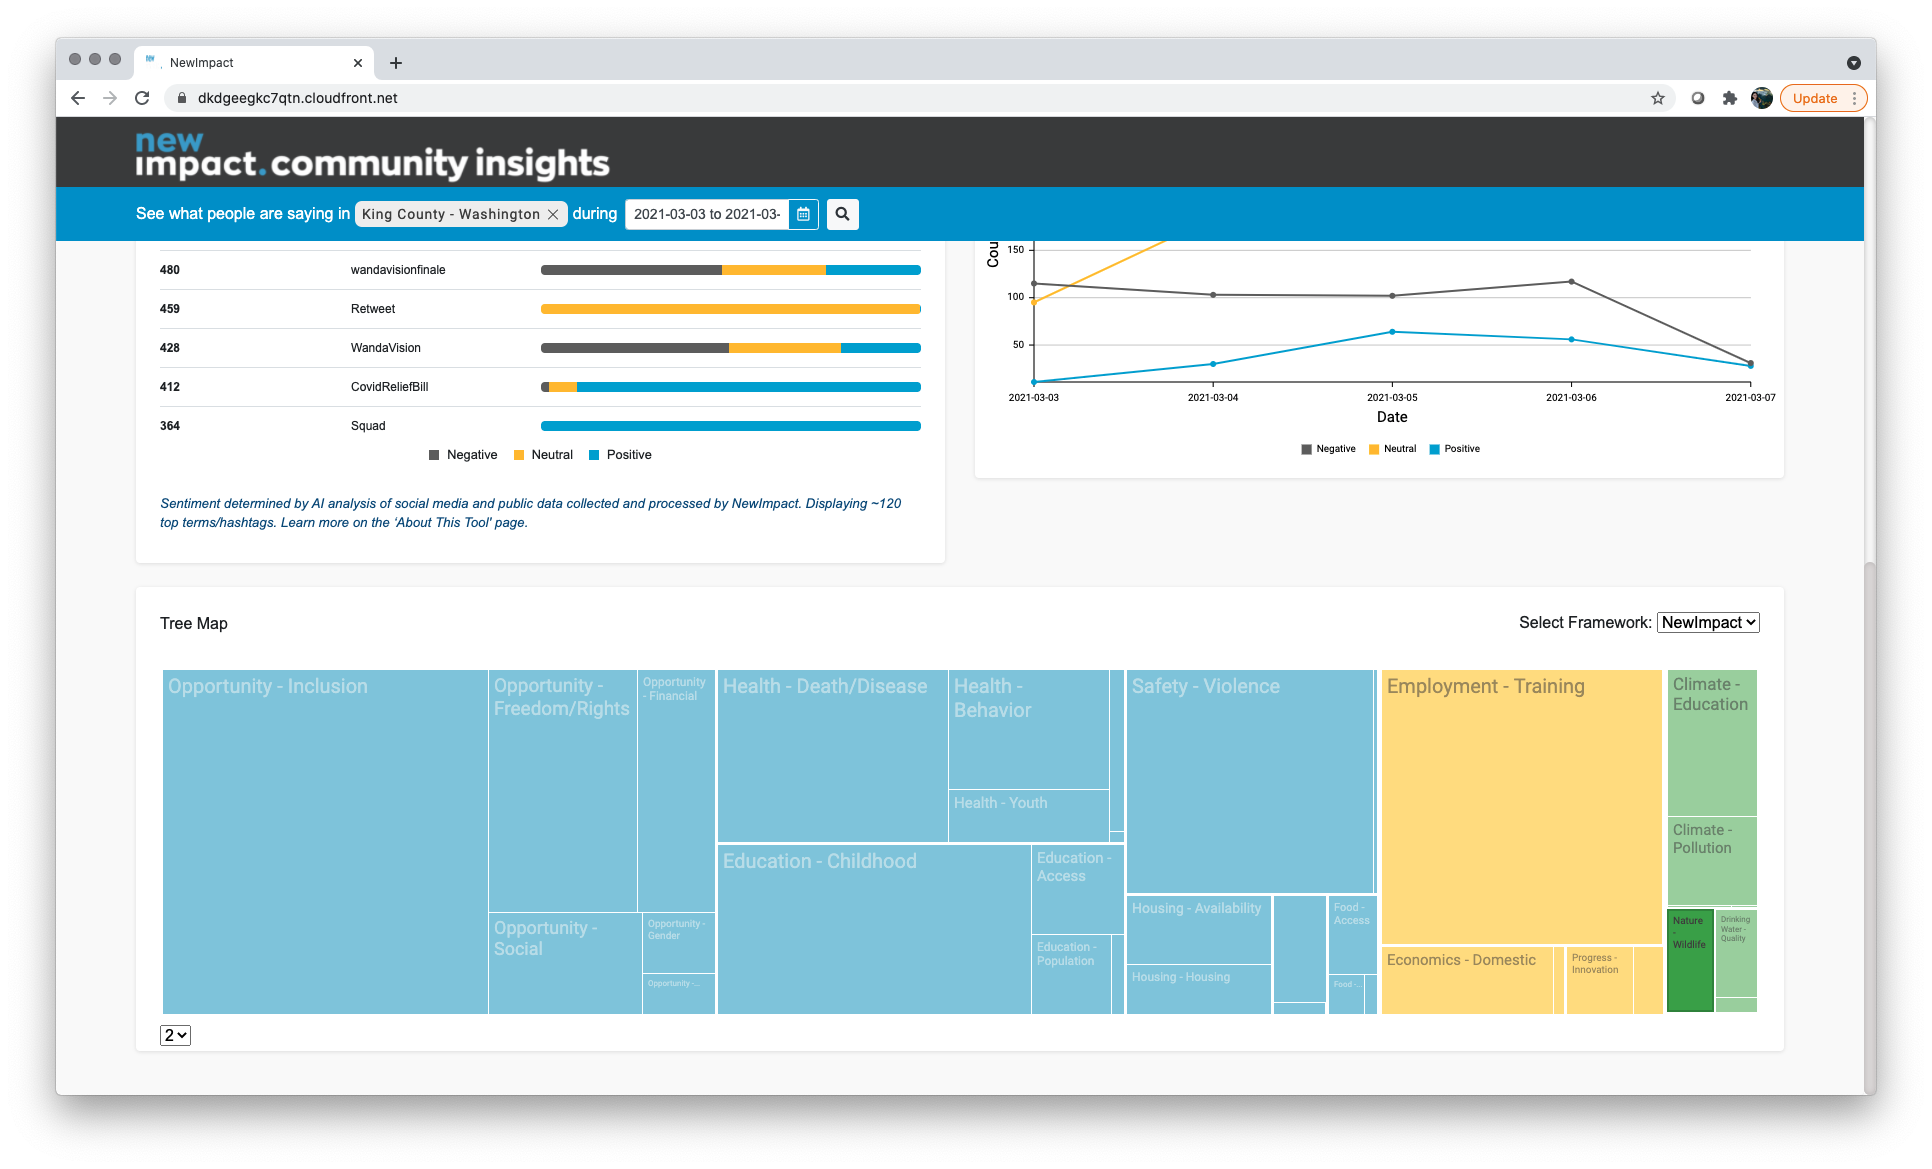 New
NewImpact
dkdgeegkc7qtn.cloudfront.net
Update
new
impact.community insights
See what people are saying in King County - Washington during 2021-03-03 to 2021-03-
480 wandavisionfinale
459 Retweet
428 WandaVision
412 CovidReliefBill
364 Squad
Negative Neutral Positive
Sentiment determined by AI analysis of social media and public data collected and processed by NewImpact. Displaying ~120
top terms/hashtags. Learn more on the ‘About This Tool’ page.
Cou
150
100
50
2021-03-03 2021-03-04 2021-03-05 2021-03-06 2021-03-07
Date
Negative Neutral Positive
Tree Map
Select Framework: NewImpact
Opportunity - Inclusion
Opportunity -
Freedom/Rights
Opportunity
- Financial
Opportunity -
Social
Opportunity -
Gender
Opportunity -...
Health - Death/Disease
Health -
Behavior
Health - Youth
Education - Childhood
Education -
Access
Education -
Population
Safety - Violence
Housing - Availability
Housing - Housing
Food -
Access
Food -...
Employment - Training
Economics - Domestic
Progress -
Innovation
Climate -
Education
Climate -
Pollution
Nature
-
Wildlife
Drinking
Water -
Quality
2